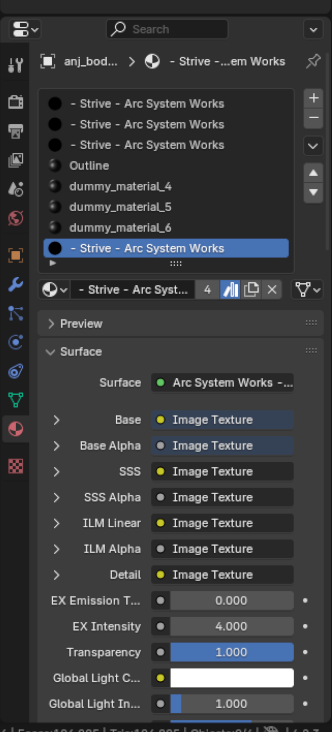 Search
anj_bod... - Strive - ...em Works
- Strive - Arc System Works
- Strive - Arc System Works
- Strive - Arc System Works
Outline
dummy_material_4
dummy_material_5
dummy_material_6
- Strive - Arc System Works
- Strive - Arc Syst... 4
Preview
Surface
Surface Arc System Works -...
Base Image Texture
Base Alpha Image Texture
SSS Image Texture
SSS Alpha Image Texture
ILM Linear Image Texture
ILM Alpha Image Texture
Detail Image Texture
EX Emission T... 0.000
EX Intensity 4.000
Transparency 1.000
Global Light C...
Global Light In... 1.000